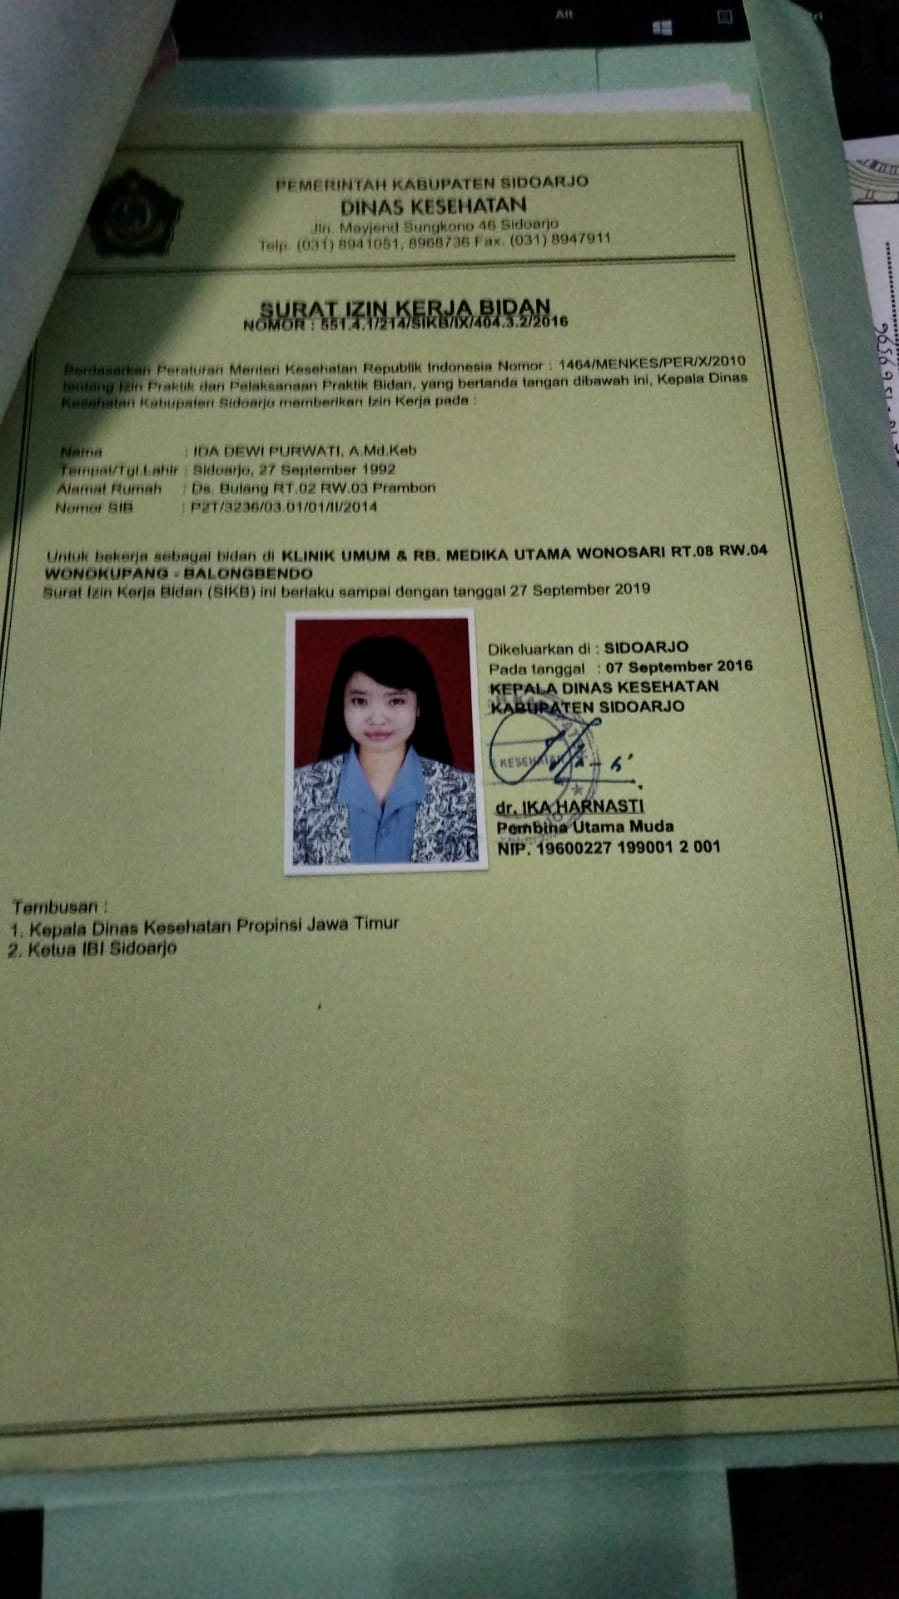 Alt
PEMERINTAH KABUPATEN SIDOARJO
DINAS KESEHATAN
Jln. Mayjend Sungkono 46 Sidoarjo
Telp. (031) 8941051, 8968736 Fax. (031) 8947911
SURAT IZIN KERJA BIDAN
NOMOR : 551.4.1/214/SIKB/IX/404.3.2/2016
Berdasarkan Peraturan Menteri Kesehatan Republik Indonesia Nomor : 1464/MENKES/PER/X/2010
tentang Izin Praktik dan Pelaksanaan Praktik Bidan, yang bertanda tangan dibawah ini, Kepala Dinas
Kesehatan Kabupaten Sidoarjo memberikan Izin Kerja pada :
Nama : IDA DEWI PURWATI, A.Md.Keb
Tempat/Tgl.Lahir : Sidoarjo, 27 September 1992
Alamat Rumah : Ds. Bulang RT.02 RW.03 Prambon
Nomor SIB : P2T/3236/03.01/01/II/2014
Untuk bekerja sebagai bidan di KLINIK UMUM & RB. MEDIKA UTAMA WONOSARI RT.08 RW.04
WONOKUPANG - BALONGBENDO
Surat Izin Kerja Bidan (SIKB) ini berlaku sampai dengan tanggal 27 September 2019
Dikeluarkan di : SIDOARJO
Pada tanggal : 07 September 2016
KEPALA DINAS KESEHATAN
KABUPATEN SIDOARJO
KESEHATAN
dr. IKA HARNASTI
Pembina Utama Muda
NIP. 19600227 199001 2 001
Tembusan :
1. Kepala Dinas Kesehatan Propinsi Jawa Timur
2. Ketua IBI Sidoarjo